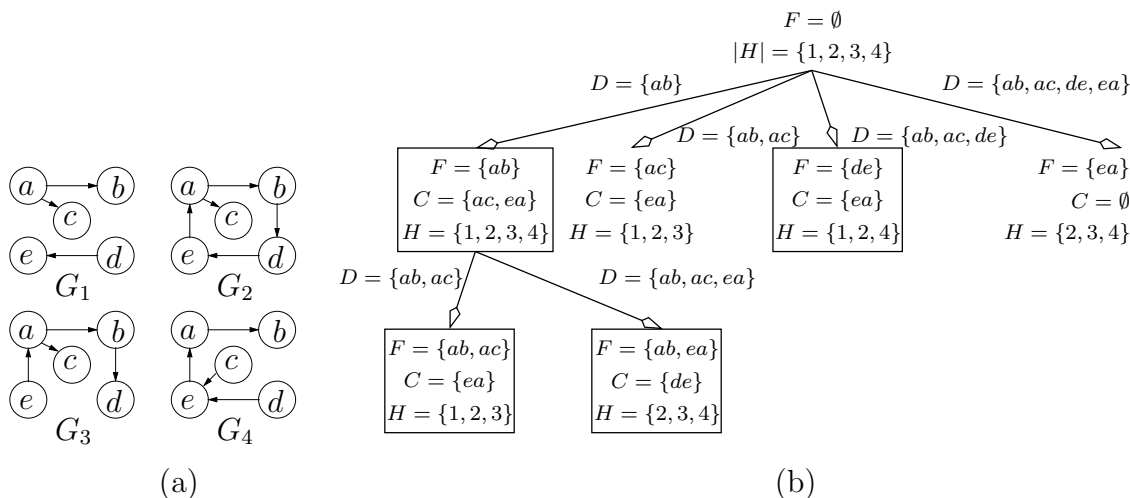 a b
c
e d
G1
a b
c
e d
G2
a b
c
e d
G3
a b
c
e d
G4
(a)
F = ∅
|H| = {1, 2, 3, 4}
D = {ab}
D = {ab, ac}
D = {ab, ac, de}
D = {ab, ac, de, ea}
F = {ab}
C = {ac, ea}
H = {1, 2, 3, 4}
F = {ac}
C = {ea}
H = {1, 2, 3}
F = {de}
C = {ea}
H = {1, 2, 4}
F = {ea}
C = ∅
H = {2, 3, 4}
D = {ab, ac}
D = {ab, ac, ea}
F = {ab, ac}
C = {ea}
H = {1, 2, 3}
F = {ab, ea}
C = {de}
H = {2, 3, 4}
(b)